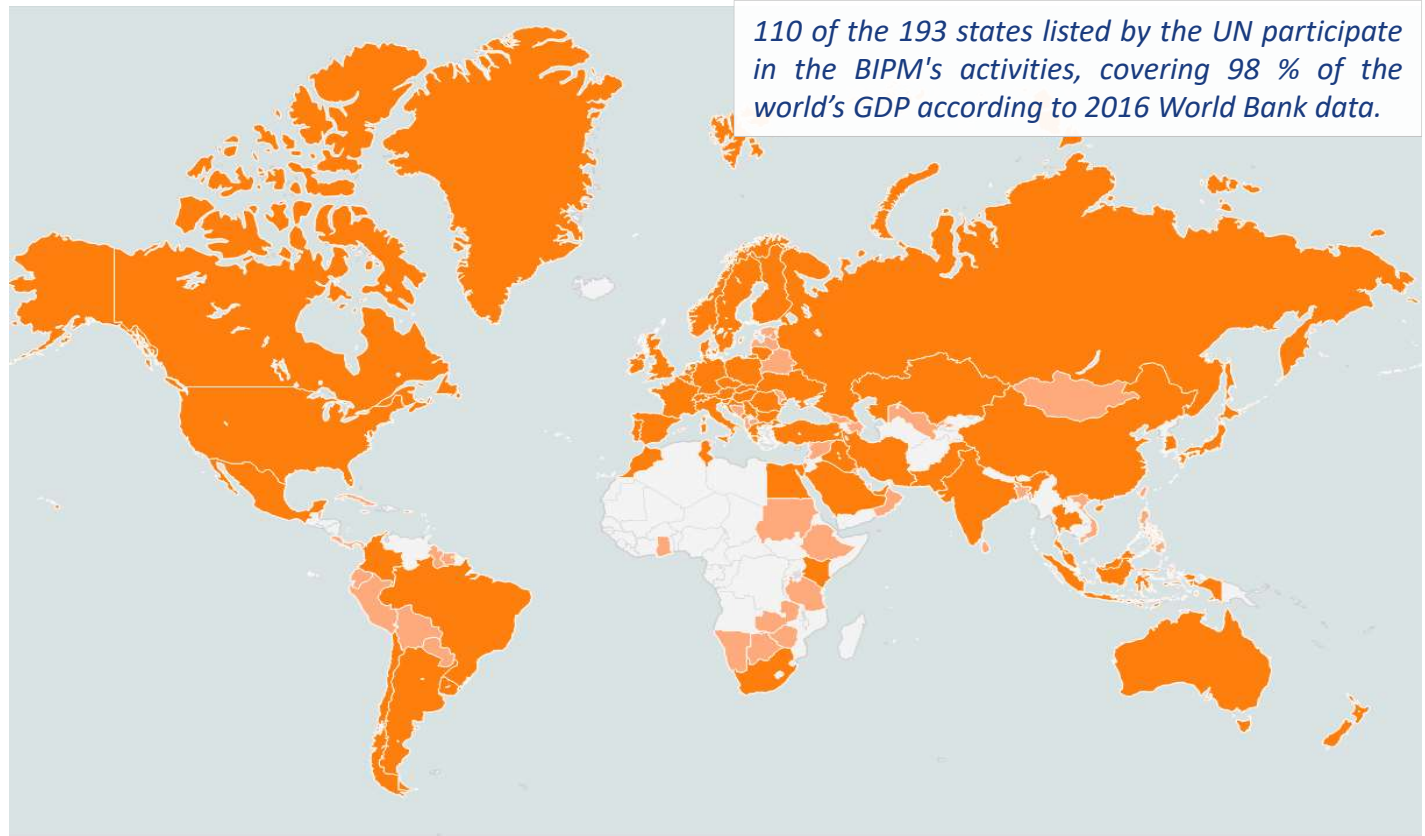 110 of the 193 states listed by the UN participate
in the BIPM's activities, covering 98 % of the
world’s GDP according to 2016 World Bank data.